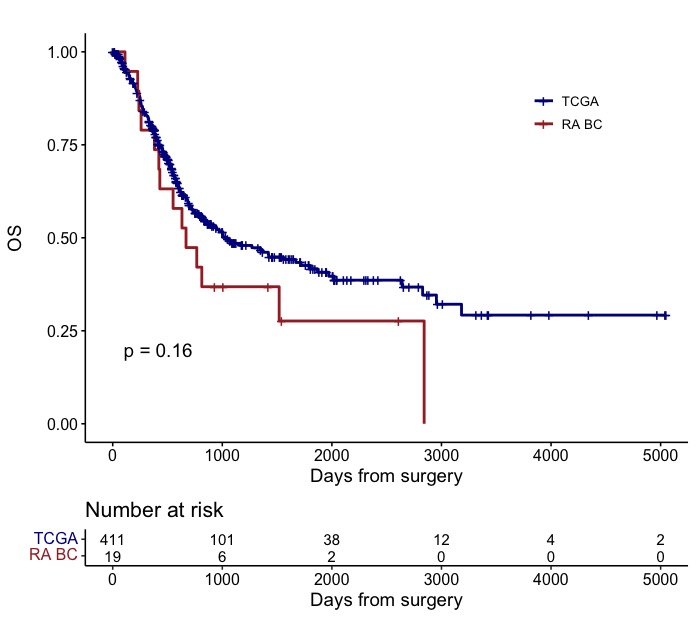 1.00
0.75
0.50
0.25
0.00
OS
TCGA
RA BC
p = 0.16
0 1000 2000 3000 4000 5000
Days from surgery
Number at risk
TCGA 411 101 38 12 4 2
RA BC 19 6 2 0 0 0
0 1000 2000 3000 4000 5000
Days from surgery